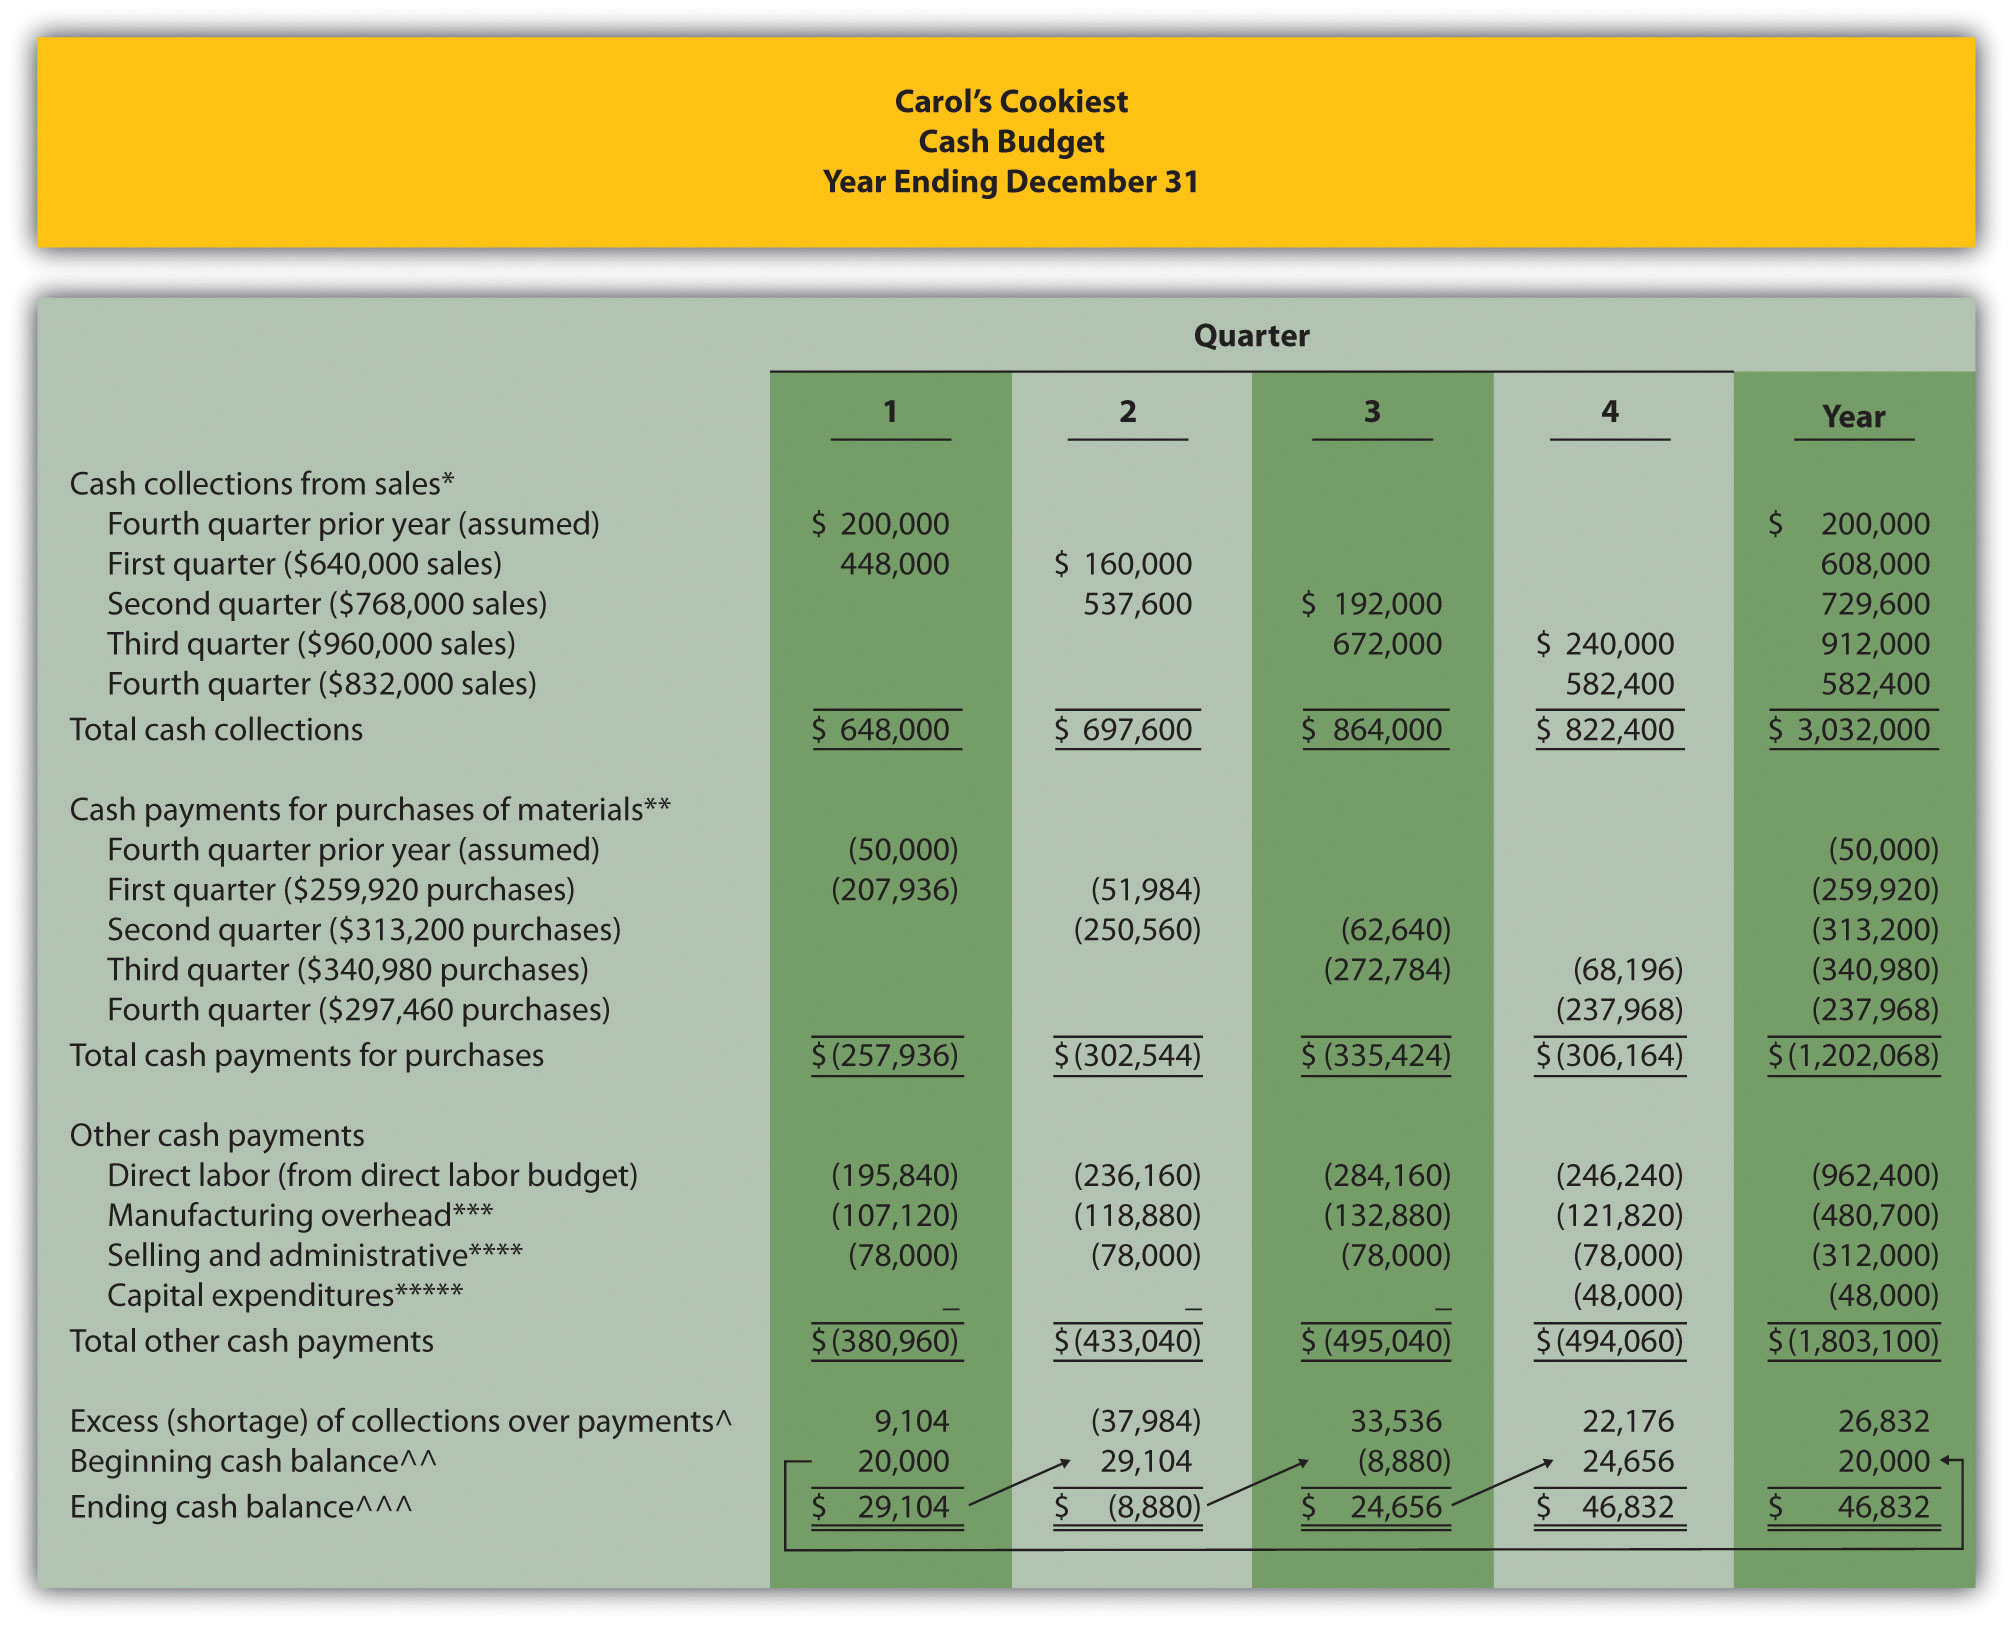 Carol’s Cookiest
Cash Budget
Year Ending December 31
Quarter
1 2 3 4 Year
Cash collections from sales*
Fourth quarter prior year (assumed) $ 200,000 $ 200,000
First quarter ($640,000 sales) 448,000 $ 160,000 608,000
Second quarter ($768,000 sales) 537,600 $ 192,000 729,600
Third quarter ($960,000 sales) 672,000 $ 240,000 912,000
Fourth quarter ($832,000 sales) 582,400 582,400
Total cash collections $ 648,000 $ 697,600 $ 864,000 $ 822,400 $ 3,032,000
Cash payments for purchases of materials**
Fourth quarter prior year (assumed) (50,000) (50,000)
First quarter ($259,920 purchases) (207,936) (51,984) (259,920)
Second quarter ($313,200 purchases) (250,560) (62,640) (313,200)
Third quarter ($340,980 purchases) (272,784) (68,196) (340,980)
Fourth quarter ($297,460 purchases) (237,968) (237,968)
Total cash payments for purchases $(257,936) $(302,544) $(335,424) $(306,164) $(1,202,068)
Other cash payments
Direct labor (from direct labor budget) (195,840) (236,160) (284,160) (246,240) (962,400)
Manufacturing overhead*** (107,120) (118,880) (132,880) (121,820) (480,700)
Selling and administrative**** (78,000) (78,000) (78,000) (78,000) (312,000)
Capital expenditures***** – – – (48,000) (48,000)
Total other cash payments $(380,960) $(433,040) $(495,040) $(494,060) $(1,803,100)
Excess (shortage) of collections over payments^ 9,104 (37,984) 33,536 22,176 26,832
Beginning cash balance^^ 20,000 29,104 (8,880) 24,656 20,000
Ending cash balance^^^ $ 29,104 $ (8,880) $ 24,656 $ 46,832 $ 46,832